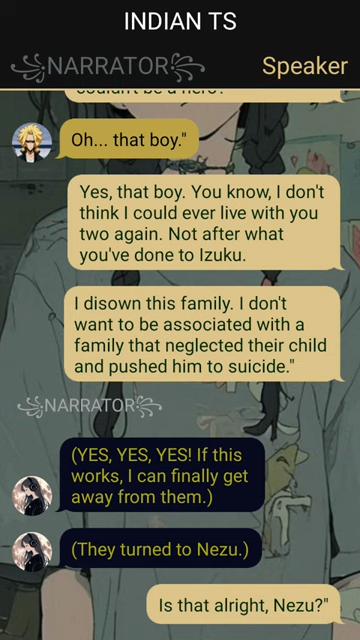 INDIAN TS
NARRATOR
Speaker
couldn't be a hero?
Oh... that boy."
Yes, that boy. You know, I don't
think I could ever live with you
two again. Not after what
you've done to Izuku.
I disown this family. I don't
want to be associated with a
family that neglected their child
and pushed him to suicide."
NARRATOR
(YES, YES, YES! If this
works, I can finally get
away from them.)
(They turned to Nezu.)
Is that alright, Nezu?"